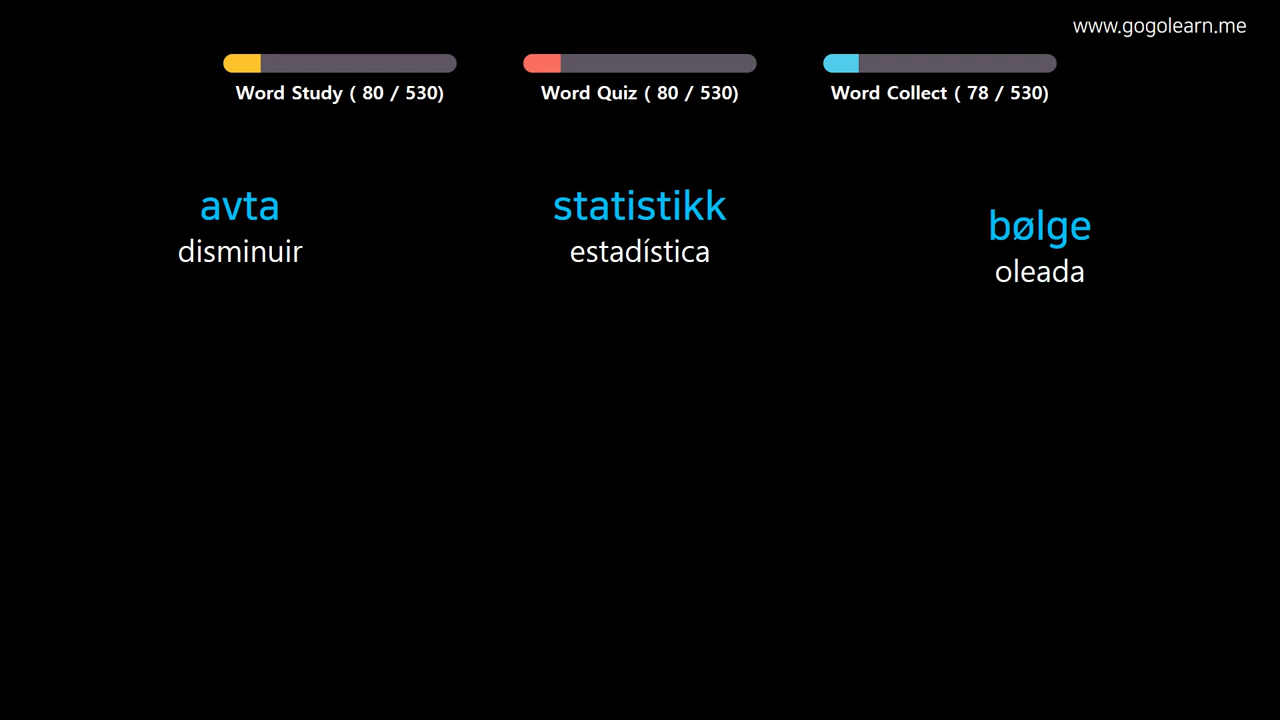 www.gogolearn.me
Word Study ( 80 / 530)
Word Quiz ( 80 / 530)
Word Collect ( 78 / 530)
avta
disminuir
statistikk
estadística
bølge
oleada